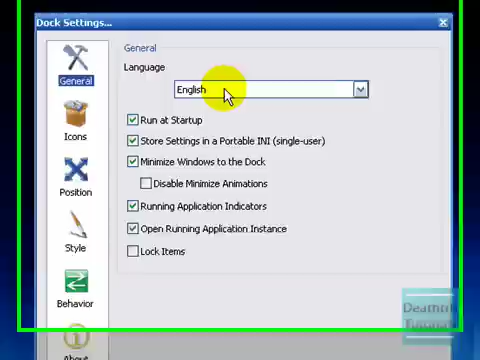 Dock Settings...
General
Language
English
General
Run at Startup
Store Settings in a Portable INI (single-user)
Minimize Windows to the Dock
Disable Minimize Animations
Running Application Indicators
Open Running Application Instance
Lock Items
Icons
Position
Style
Behavior
About